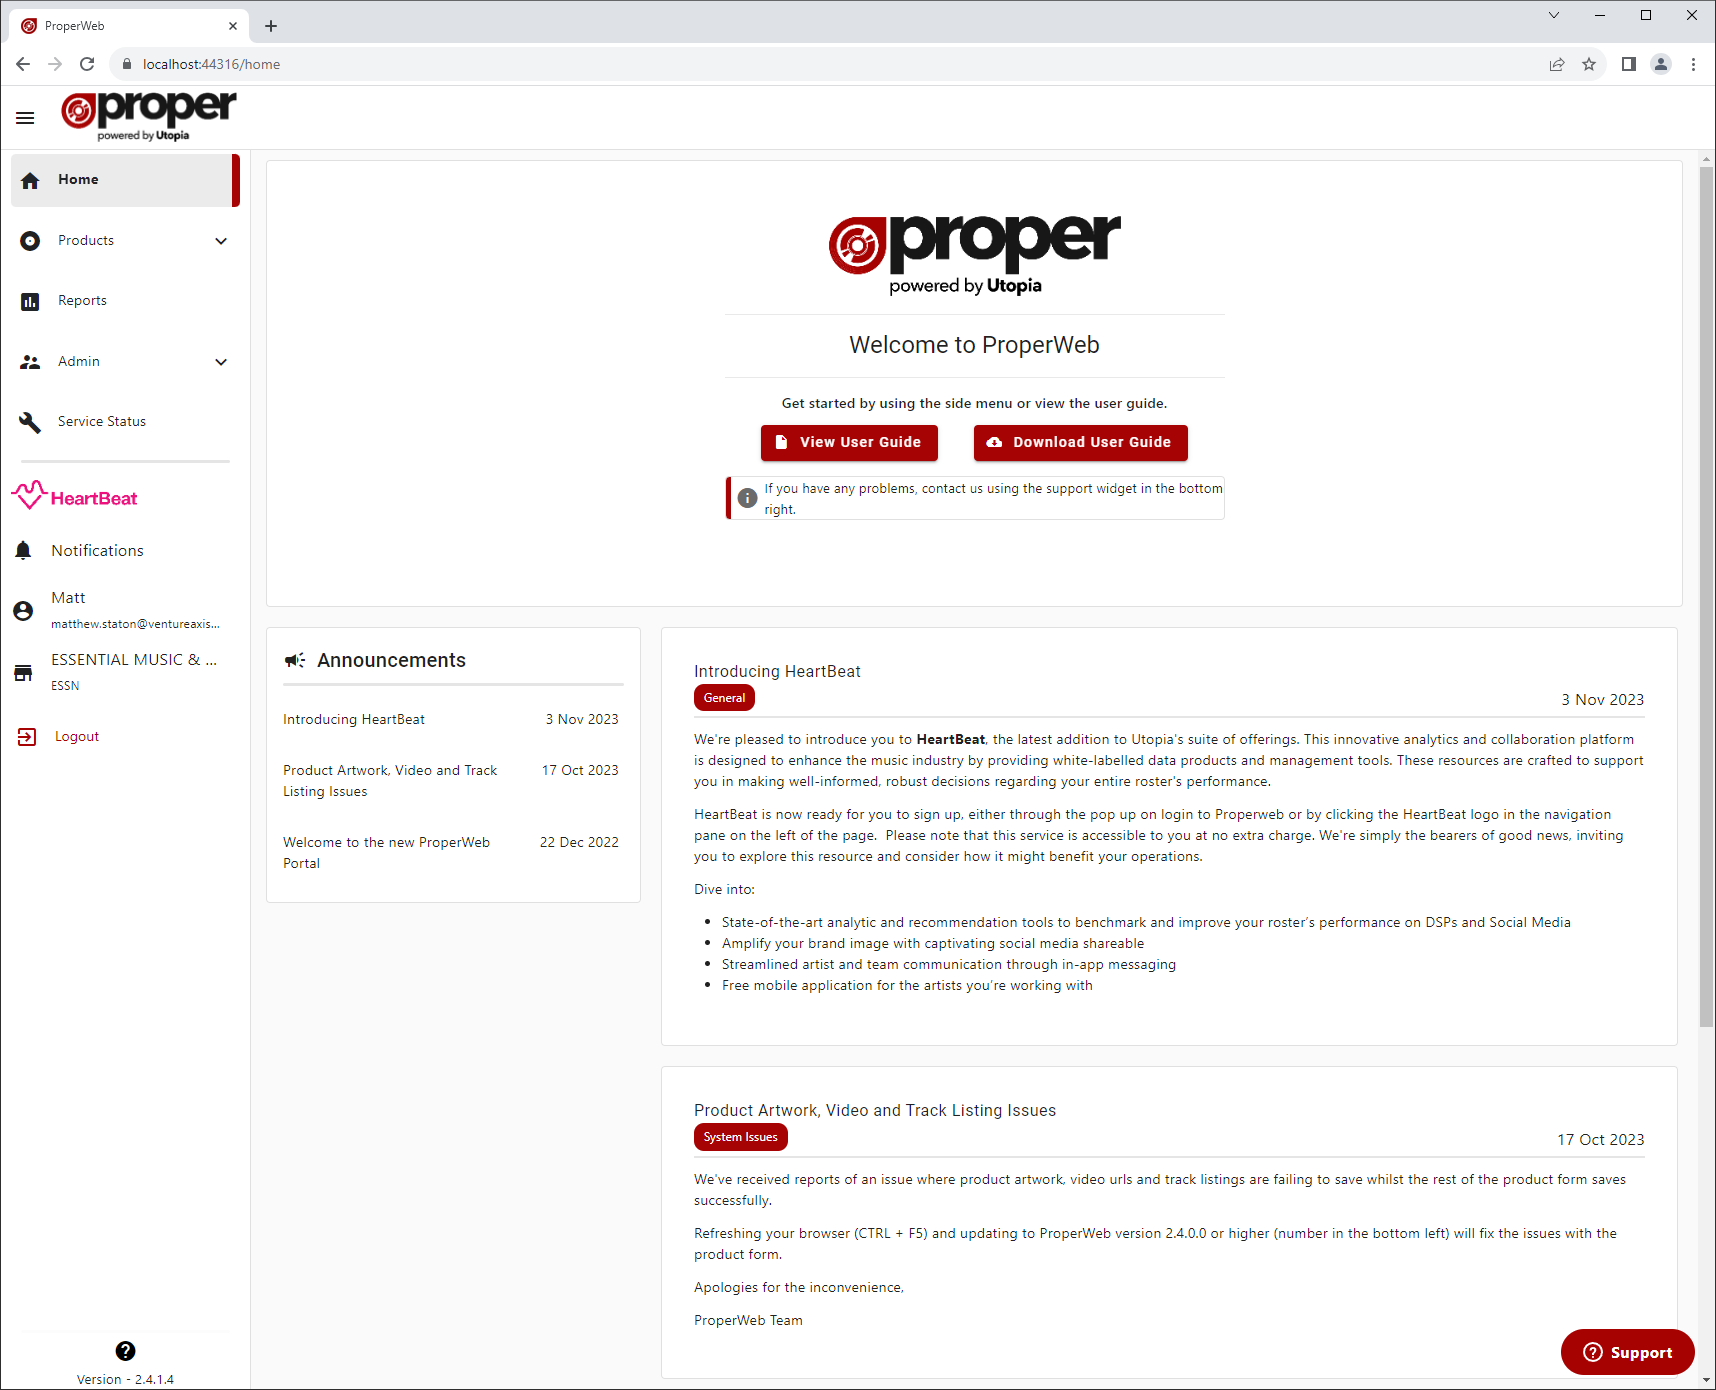 ProperWeb
localhost:44316/home
proper
powered by Utopia
Home
Products
Reports
Admin
Service Status
HeartBeat
Notifications
Matt
matthew.staton@ventureaxis...
ESSENTIAL MUSIC & ...
ESSN
Logout
Version - 2.4.1.4
proper
powered by Utopia
Welcome to ProperWeb
Get started by using the side menu or view the user guide.
View User Guide
Download User Guide
If you have any problems, contact us using the support widget in the bottom
right.
Announcements
Introducing HeartBeat 3 Nov 2023
Product Artwork, Video and Track 17 Oct 2023
Listing Issues
Welcome to the new ProperWeb 22 Dec 2022
Portal
Introducing HeartBeat
General
3 Nov 2023
We're pleased to introduce you to HeartBeat, the latest addition to Utopia's suite of offerings. This innovative analytics and collaboration platform
is designed to enhance the music industry by providing white-labelled data products and management tools. These resources are crafted to support
you in making well-informed, robust decisions regarding your entire roster's performance.
HeartBeat is now ready for you to sign up, either through the pop up on login to Properweb or by clicking the HeartBeat logo in the navigation
pane on the left of the page. Please note that this service is accessible to you at no extra charge. We're simply the bearers of good news, inviting
you to explore this resource and consider how it might benefit your operations.
Dive into:
• State-of-the-art analytic and recommendation tools to benchmark and improve your roster’s performance on DSPs and Social Media
• Amplify your brand image with captivating social media shareable
• Streamlined artist and team communication through in-app messaging
• Free mobile application for the artists you’re working with
Product Artwork, Video and Track Listing Issues
System Issues
17 Oct 2023
We've received reports of an issue where product artwork, video urls and track listings are failing to save whilst the rest of the product form saves
successfully.
Refreshing your browser (CTRL + F5) and updating to ProperWeb version 2.4.0.0 or higher (number in the bottom left) will fix the issues with the
product form.
Apologies for the inconvenience,
ProperWeb Team
Support